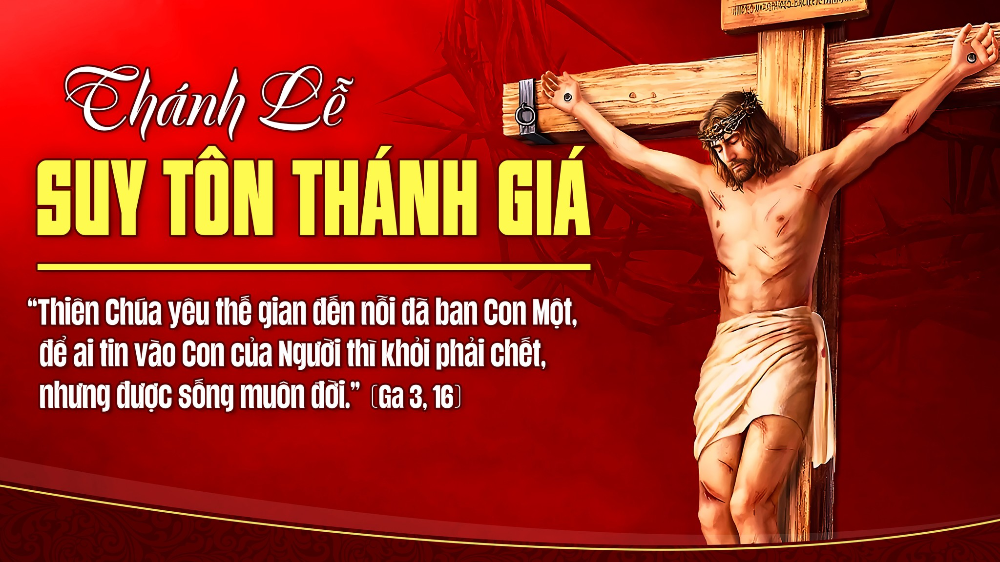 Thánh Lễ
SUY TÔN THÁNH GIÁ
“Thiên Chúa yêu thế gian đến nỗi đã ban Con Một,
để ai tin vào Con của Người thì khỏi phải chết,
nhưng được sống muôn đời.” (Ga 3, 16)